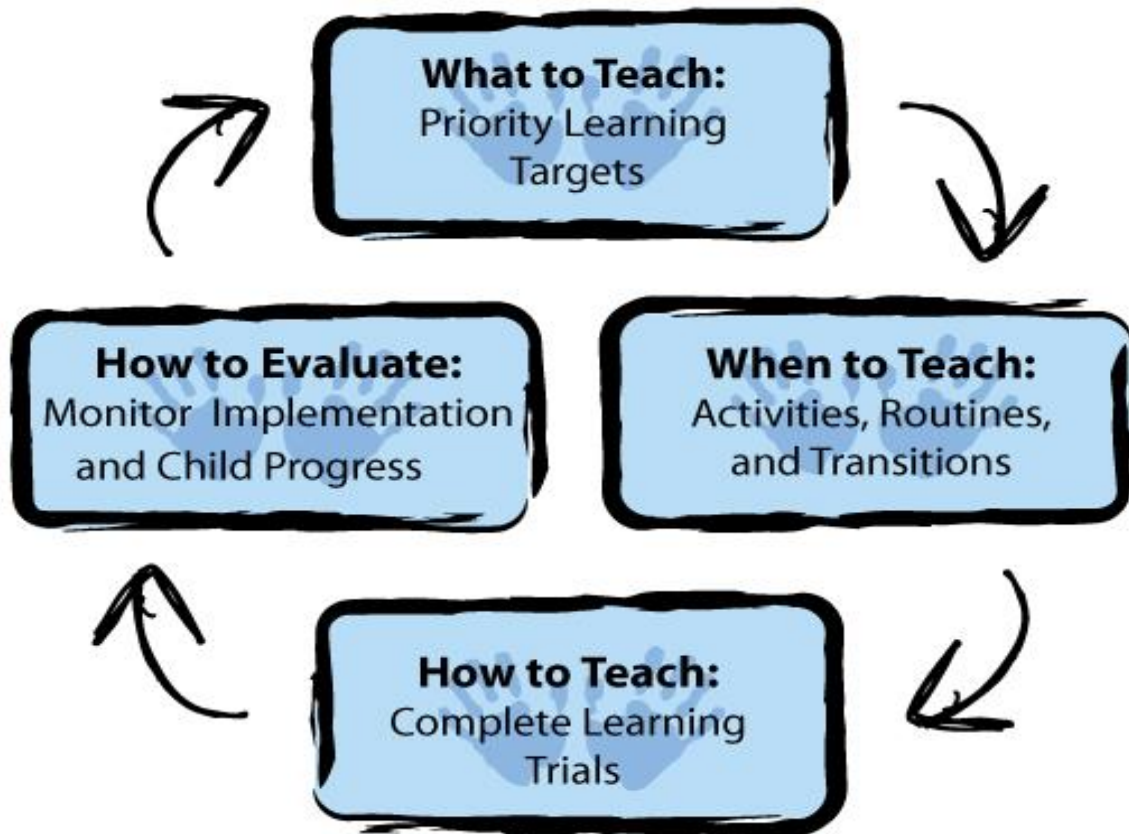 What to Teach:
Priority Learning
Targets
When to Teach:
Activities, Routines,
and Transitions
How to Teach:
Complete Learning
Trials
How to Evaluate:
Monitor Implementation
and Child Progress